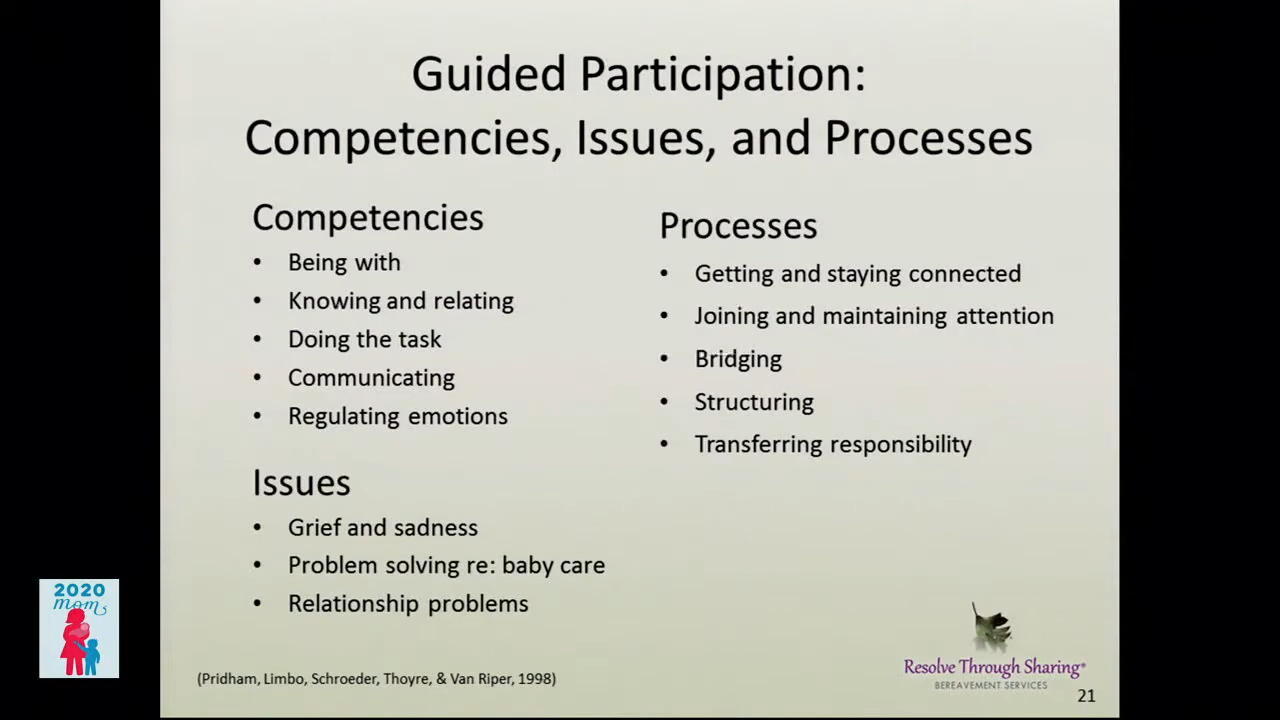 Guided Participation:
Competencies, Issues, and Processes
Competencies
• Being with
• Knowing and relating
• Doing the task
• Communicating
• Regulating emotions
Issues
• Grief and sadness
• Problem solving re: baby care
• Relationship problems
Processes
• Getting and staying connected
• Joining and maintaining attention
• Bridging
• Structuring
• Transferring responsibility
2020
mom
(Pridham, Limbo, Schroeder, Thoyre, & Van Riper, 1998)
Resolve Through Sharing®
BEREAVEMENT SERVICES
21